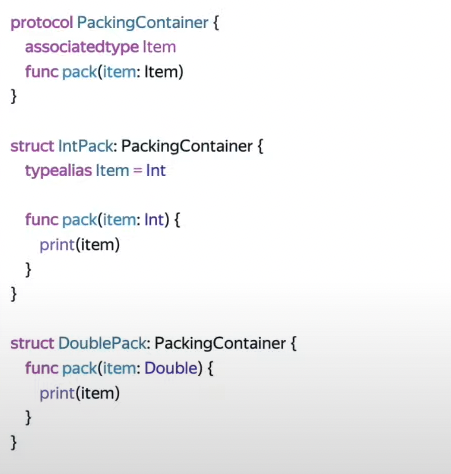 protocol PackingContainer {
    associatedtype Item
    func pack(item: Item)
}

struct IntPack: PackingContainer {
    typealias Item = Int

    func pack(item: Int) {
        print(item)
    }
}

struct DoublePack: PackingContainer {
    func pack(item: Double) {
        print(item)
    }
}